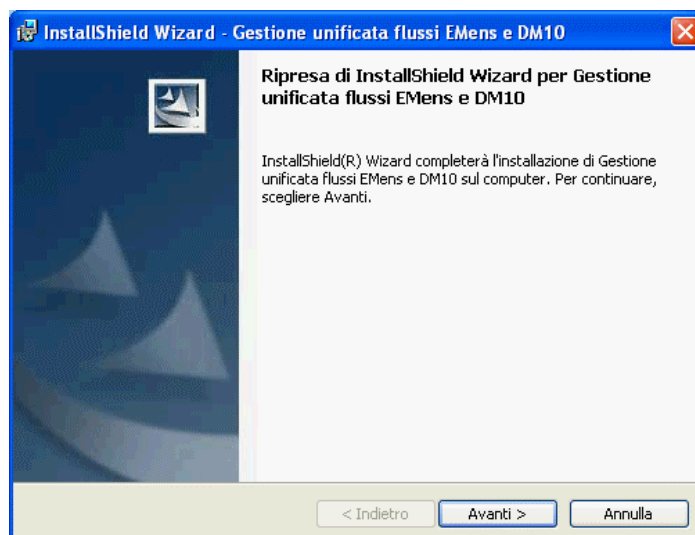 InstallShield Wizard - Gestione unificata flussi EMens e DM10
Ripresa di InstallShield Wizard per Gestione
unificata flussi EMens e DM10
InstallShield(R) Wizard completerà l'installazione di Gestione
unificata flussi EMens e DM10 sul computer. Per continuare,
scegliere Avanti.
< Indietro
Avanti >
Annulla